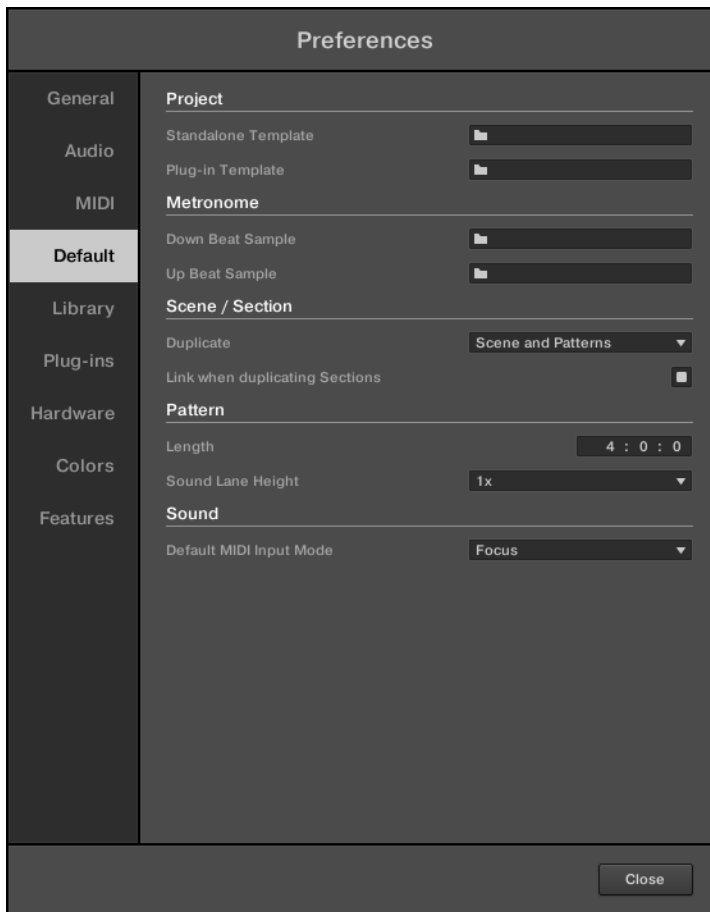 Preferences
General
Audio
MIDI
Default
Library
Plug-ins
Hardware
Colors
Features
Project
Standalone Template
Plug-in Template
Metronome
Down Beat Sample
Up Beat Sample
Scene / Section
Duplicate Scene and Patterns
Link when duplicating Sections
Pattern
Length 4 : 0 : 0
Sound Lane Height 1x
Sound
Default MIDI Input Mode Focus
Close